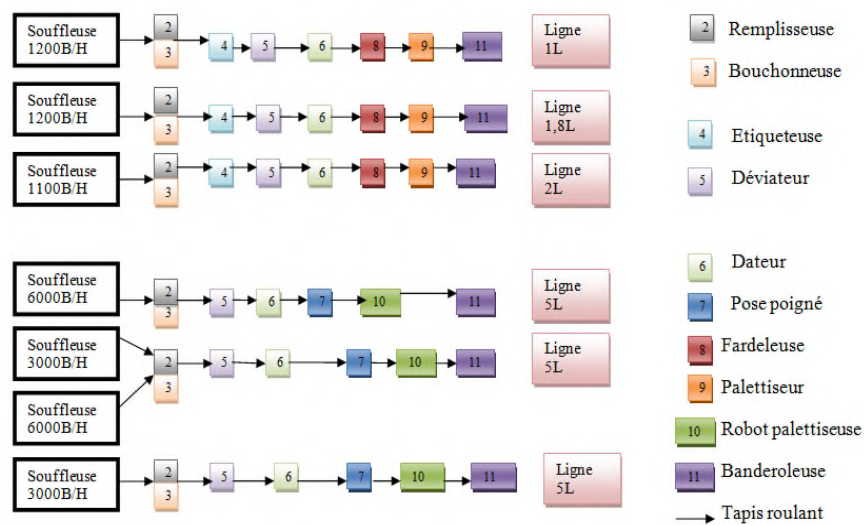 Souffleuse
1200B/H
2
3
4
5
6
8
9
11
Ligne
1L
2
Remplisseuse
3
Bouchonneuse
Souffleuse
1200B/H
2
3
4
5
6
8
9
11
Ligne
1,8L
4
Etiqueteuse
Souffleuse
1100B/H
2
3
4
5
6
8
9
11
Ligne
2L
5
Déviateur
Souffleuse
6000B/H
2
3
5
6
7
10
11
Ligne
5L
6
Dateur
7
Pose poigné
Souffleuse
3000B/H
Souffleuse
6000B/H
2
3
5
6
7
10
11
Ligne
5L
8
Fardeleuse
9
Palettiseur
10
Robot palettiseuse
Souffleuse
3000B/H
2
3
5
6
7
10
11
Ligne
5L
11
Banderoleuse
Tapis roulant